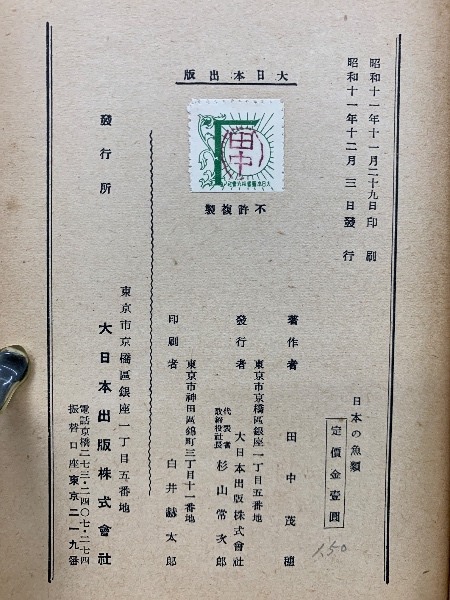 昭和十一年十一月二十九日印刷
昭和十一年十二月三日發行
日本の魚類
定價金壹圓
1.50
大日本出版
田中
不許複製
著作者 田中茂穗
東京市京橋區銀座一丁目五番地
發行者 大日本出版株式會社
代表者
取締役社長 杉山常次郎
東京市神田區錦町三丁目十一番地
印刷者 白井赫太郎
發行所
東京市京橋區銀座一丁目五番地
大日本出版株式會社
電話京橋二七三・二四〇七・二七四
振替口座東京二一九番